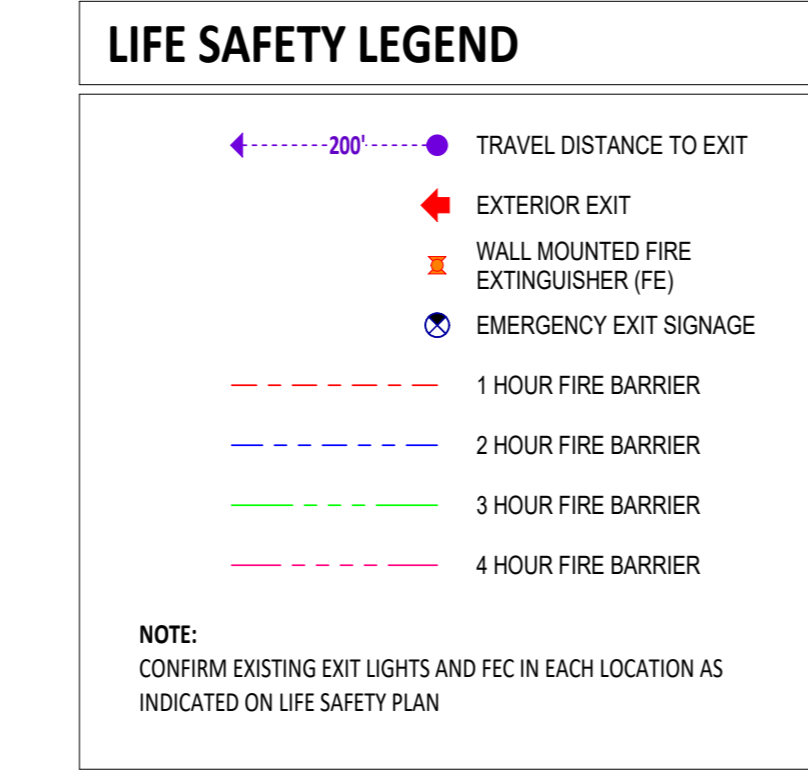 LIFE SAFETY LEGEND
200' TRAVEL DISTANCE TO EXIT
EXTERIOR EXIT
WALL MOUNTED FIRE
EXTINGUISHER (FE)
EMERGENCY EXIT SIGNAGE
1 HOUR FIRE BARRIER
2 HOUR FIRE BARRIER
3 HOUR FIRE BARRIER
4 HOUR FIRE BARRIER
NOTE:
CONFIRM EXISTING EXIT LIGHTS AND FEC IN EACH LOCATION AS
INDICATED ON LIFE SAFETY PLAN